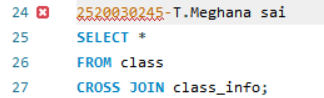 24 2520030245-T.Meghana sai
25 SELECT *
26 FROM class
27 CROSS JOIN class_info;